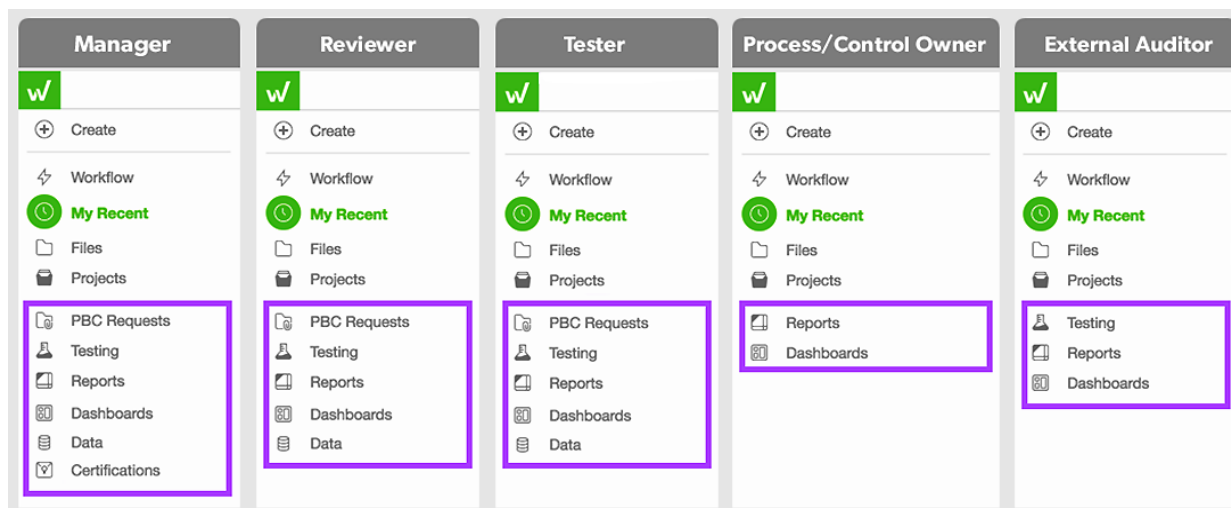 Manager
Create
Workflow
My Recent
Files
Projects
PBC Requests
Testing
Reports
Dashboards
Data
Certifications
Reviewer
Create
Workflow
My Recent
Files
Projects
PBC Requests
Testing
Reports
Dashboards
Data
Tester
Create
Workflow
My Recent
Files
Projects
PBC Requests
Testing
Reports
Dashboards
Data
Process/Control Owner
Create
Workflow
My Recent
Files
Projects
Reports
Dashboards
External Auditor
Create
Workflow
My Recent
Files
Projects
Testing
Reports
Dashboards